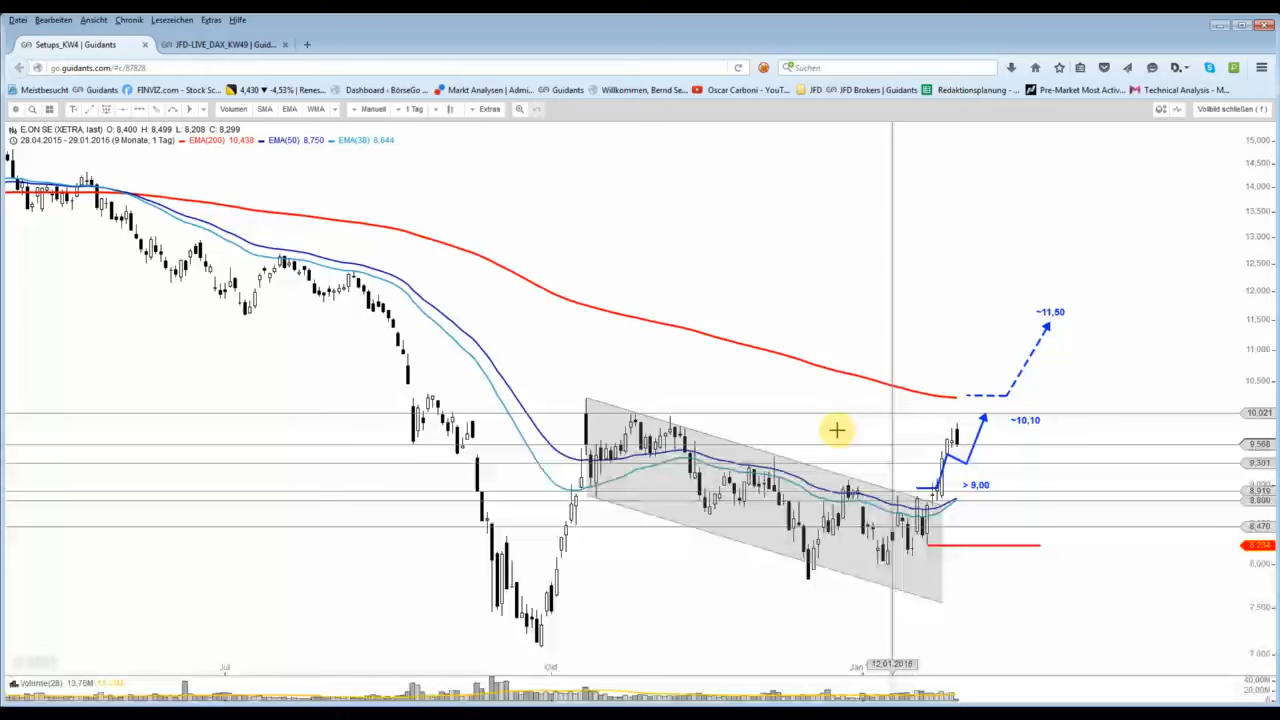 Datei Bearbeiten Ansicht Chronik Lesezeichen Extras Hilfe
Setups_KW4 | Guidants JFD-LIVE_DAX_KW49 | Guid...
go.guidants.com/#c/87828 Suchen
Meistbesucht Guidants FINVIZ.com - Stock Sc... 4,430 ▼ -4,53% | Renes... Dashboard ‹ BörseGo ... Markt Analysen | Admi... Guidants Willkommen, Bernd Se... Oscar Carboni - YouT... JFD JFD Brokers | Guidants Redaktionsplanung - ... Pre-Market Most Activ... Technical Analysis - M...
Volumen SMA EMA WMA Manuell 1 Tag Extras Vollbild schließen ( f )
E.ON SE (XETRA, last) O: 8,400 H: 8,499 L: 8,208 C: 8,299
28.04.2015 - 29.01.2016 (9 Monate, 1 Tag) EMA(200) 10,438 EMA(50) 8,750 EMA(38) 8,644
15,000
14,500
14,000
13,500
13,000
12,500
12,000
~11,50
11,500
11,000
10,500
10,021
~10,10
9,568
9,301
> 9,00
8,919
8,800
8,470
8,234
8,000
7,500
7,000
Jul Okt Jan 12.01.2016
Volume(28) 13,76M
40,00M
20,00M
0